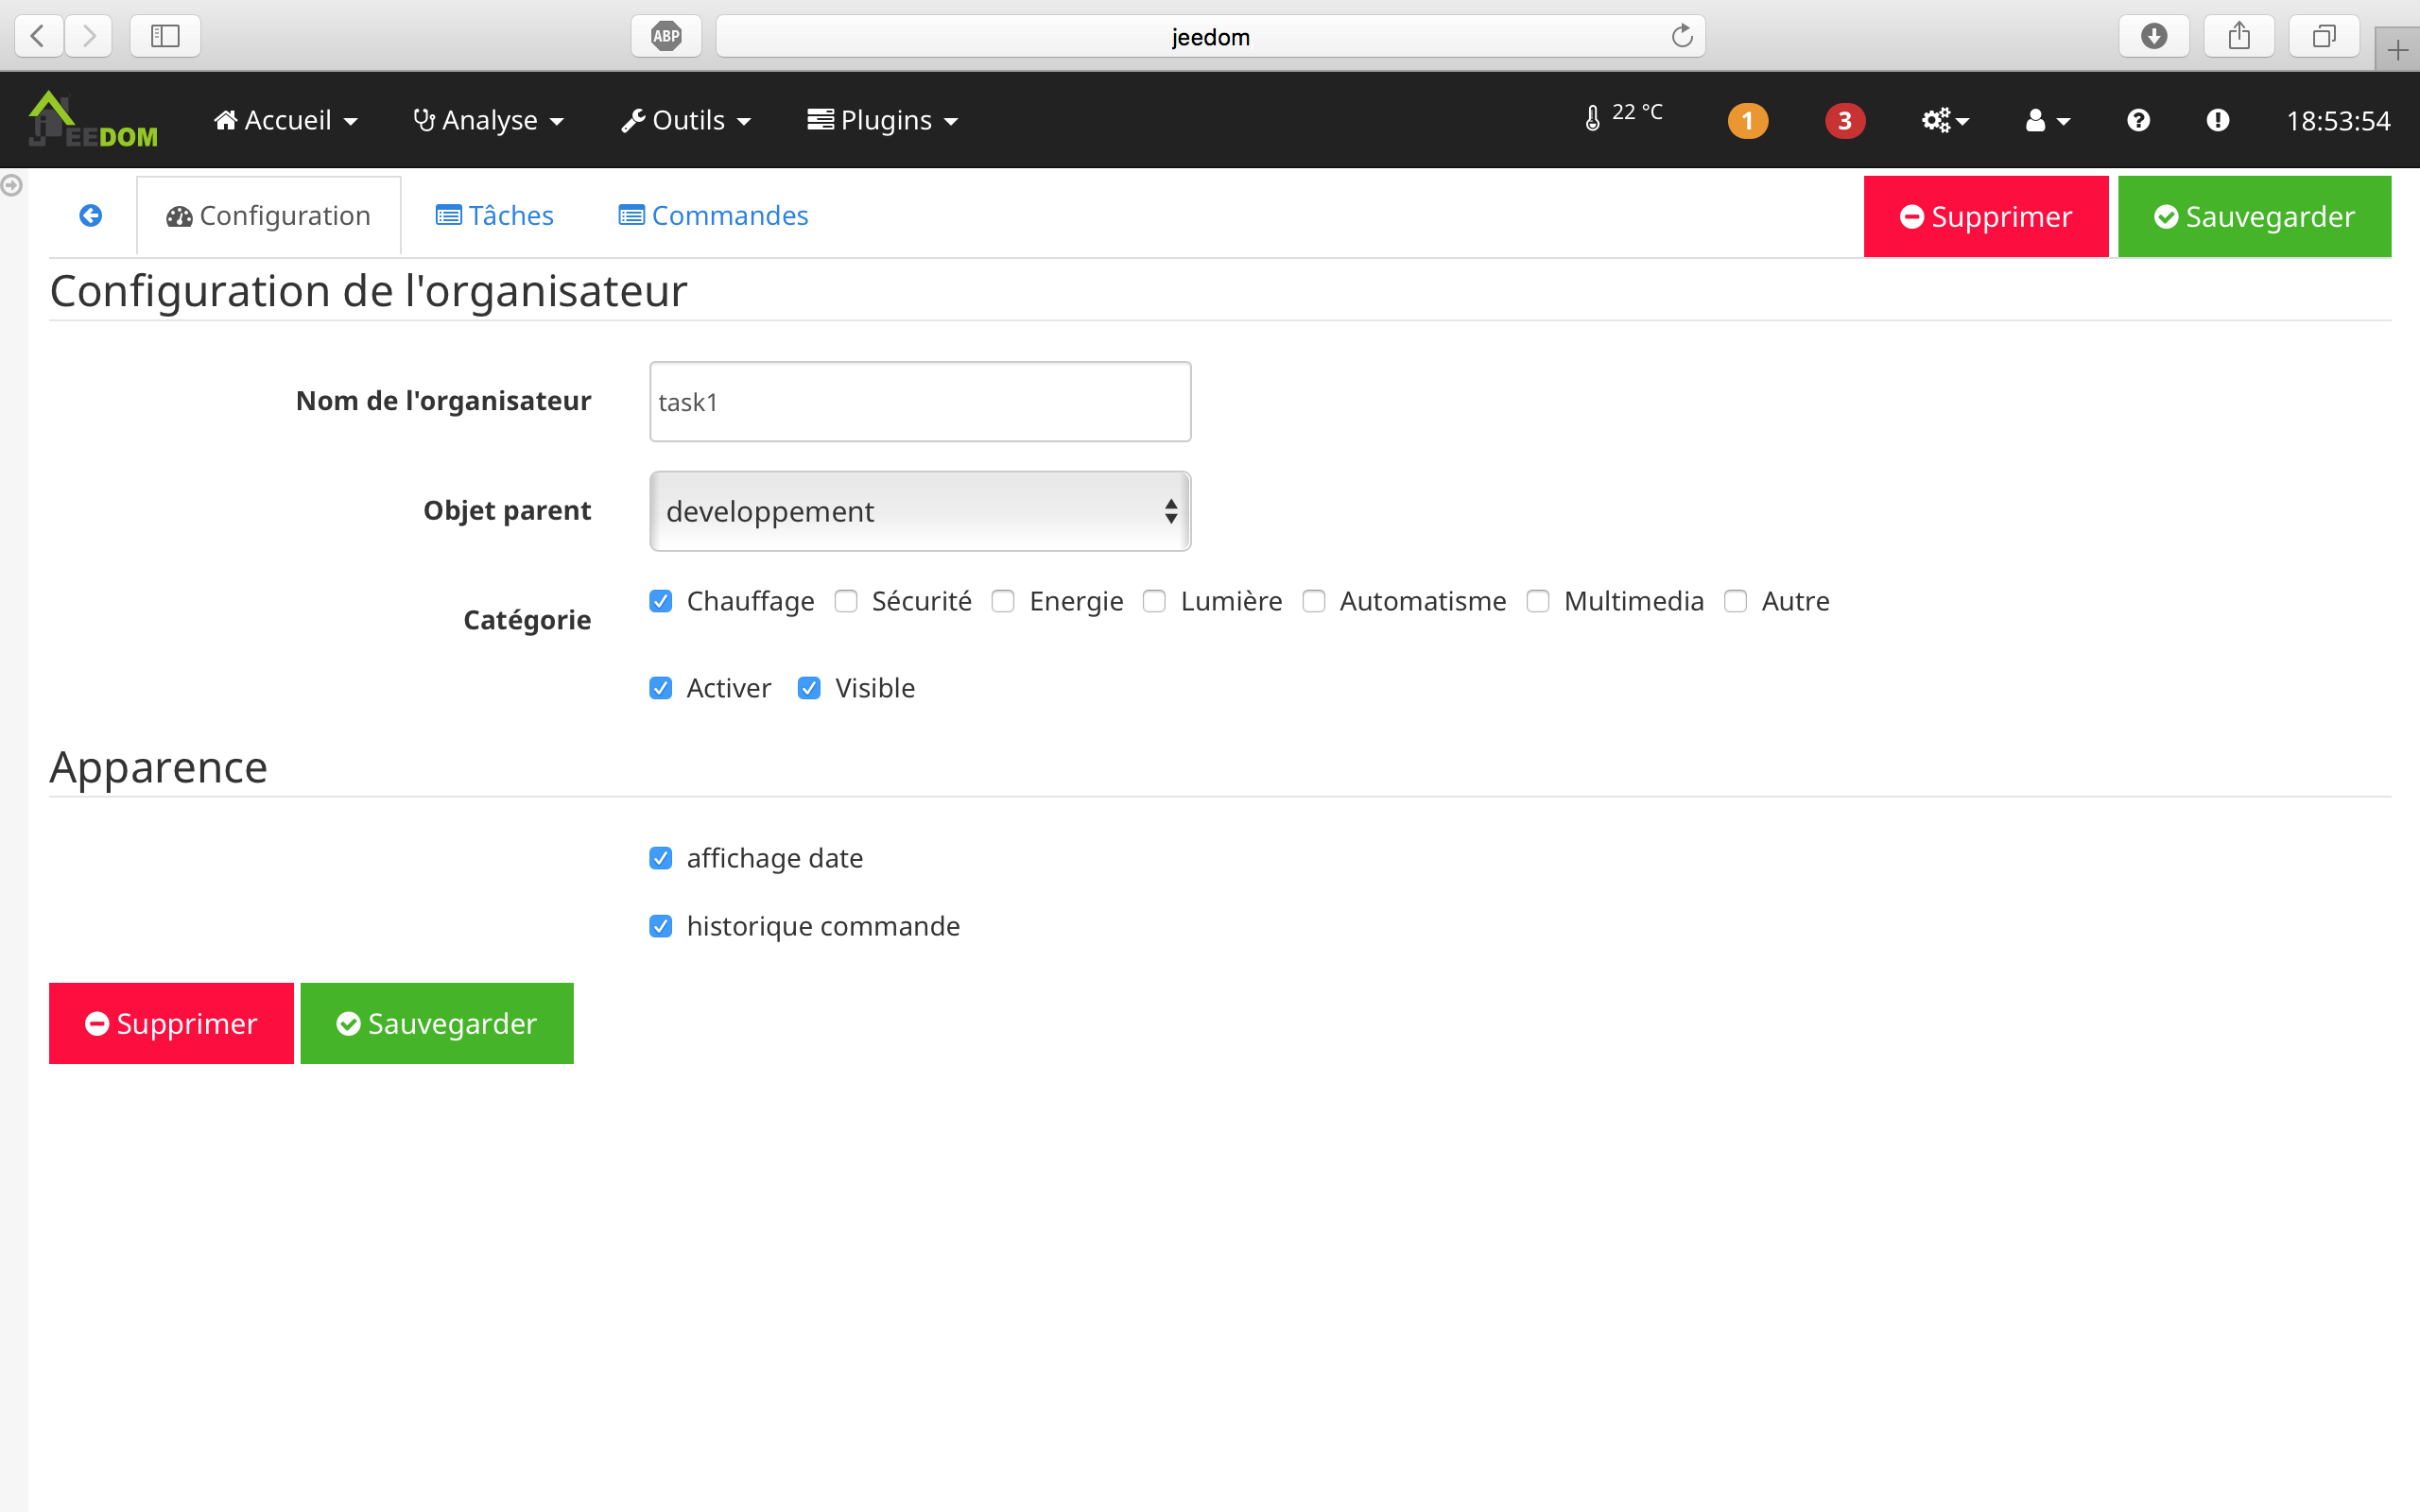 ABP
jeedom
JEEDOM Accueil Analyse Outils Plugins 22 °C 1 3 18:53:54
Configuration Tâches Commandes Supprimer Sauvegarder
Configuration de l'organisateur
Nom de l'organisateur task1
Objet parent developpement
Catégorie Chauffage Sécurité Energie Lumière Automatisme Multimedia Autre
Activer Visible
Apparence
affichage date
historique commande
Supprimer Sauvegarder